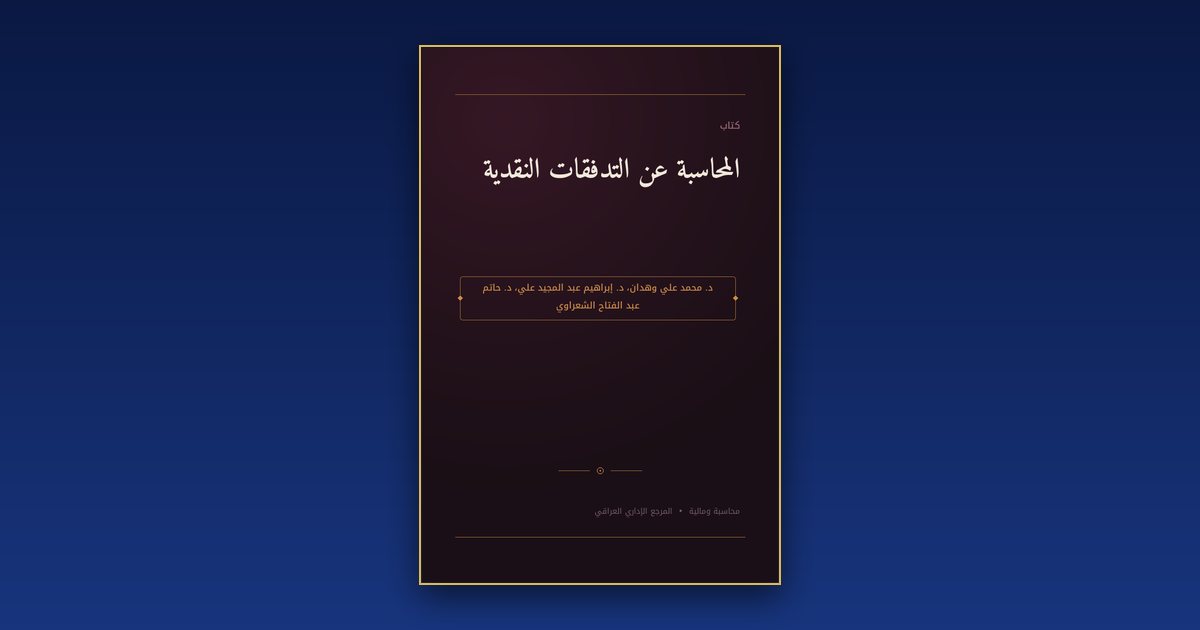 كتاب
المحاسبة عن التدفقات النقدية
د. محمد علي وهدان، د. إبراهيم عبد المجيد علي، د. حاتم
عبد الفتاح الشعراوي
محاسبة ومالية • المرجع الإداري العراقي